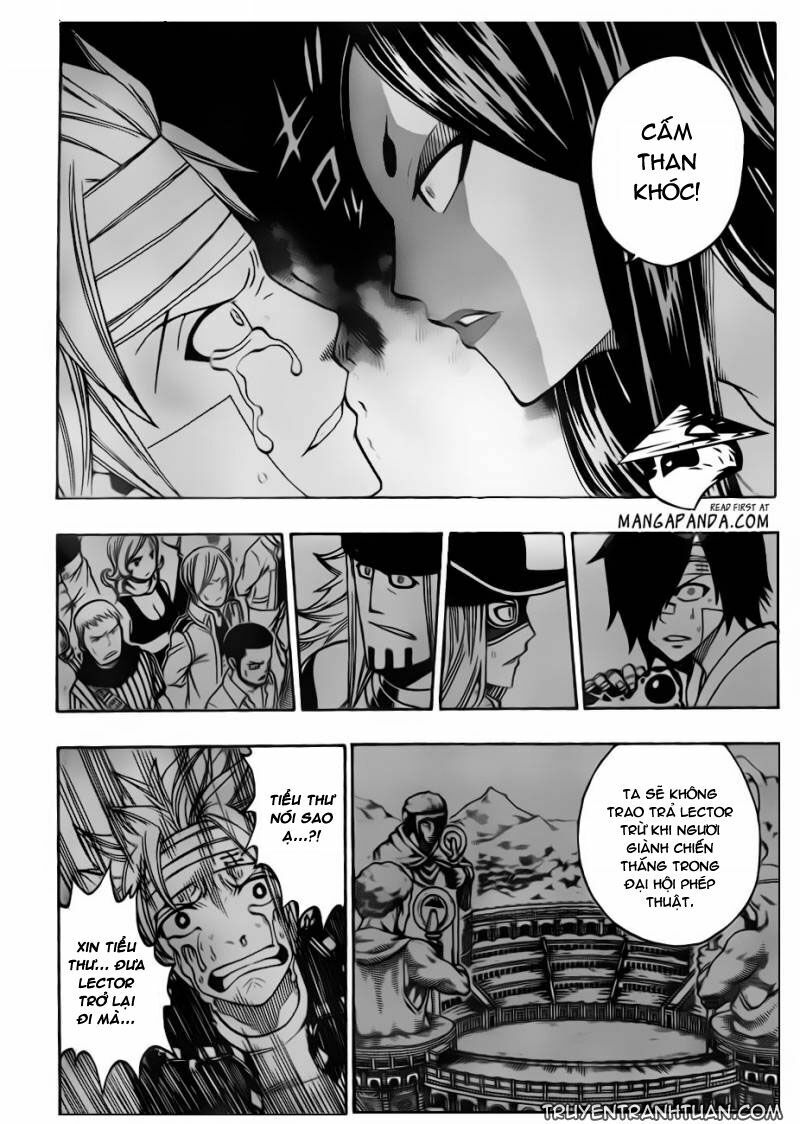 CẤM
THAN
KHÓC!
READ FIRST AT
MANGAPANDA.COM
TA SẼ KHÔNG
TRAO TRẢ LECTOR
TRỪ KHI NGƯƠI
GIÀNH CHIẾN
THẮNG TRONG
ĐẠI HỘI PHÉP
THUẬT.
TIỂU THƯ
NÓI SAO
Ạ...?!
XIN TIỂU
THƯ... ĐƯA
LECTOR
TRỞ LẠI
ĐI MÀ...
TRUYENTRANHTUAN.COM